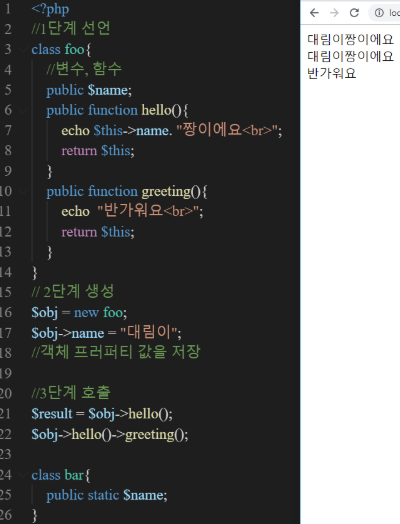 1 <?php
2 //1단계 선언
3 class foo{
4 //변수, 함수
5 public $name;
6 public function hello(){
7 echo $this->name. "짱이에요<br>";
8 return $this;
9 }
10 public function greeting(){
11 echo  "반가워요<br>";
12 return $this;
13 }
14 }
15 // 2단계 생성
16 $obj = new foo;
17 $obj->name = "대림이";
18 //객체 프러퍼티 값을 저장
19
20 //3단계 호출
21 $result = $obj->hello();
22 $obj->hello()->greeting();
23
24 class bar{
25 public static $name;
26 }
loc
대림이짱이에요
대림이짱이에요
반가워요